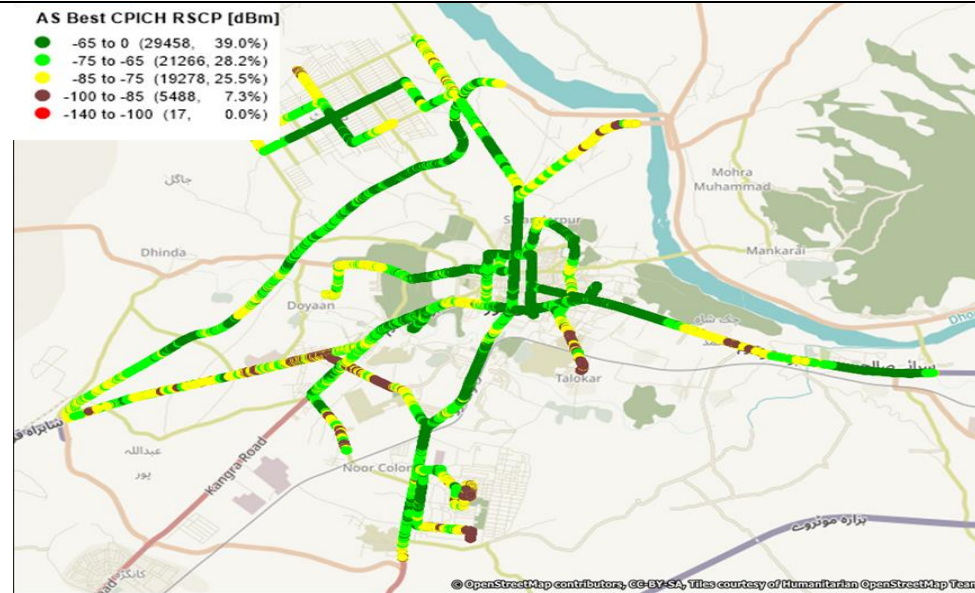 AS Best CPICH RSCP [dBm]
-65 to 0 (29458, 39.0%)
-75 to -65 (21266, 28.2%)
-85 to -75 (19278, 25.5%)
-100 to -85 (5488, 7.3%)
-140 to -100 (17, 0.0%)
جاگل
Mohra
Muhammad
Dhinda
Mankarai
Doyaan
Talokar
عبداللہ
پور
Noor Colon
Kangra Road
ہزارہ موٹروے
© OpenStreetMap contributors, CC-BY-SA, Tiles courtesy of Humanitarian OpenStreetMap Team